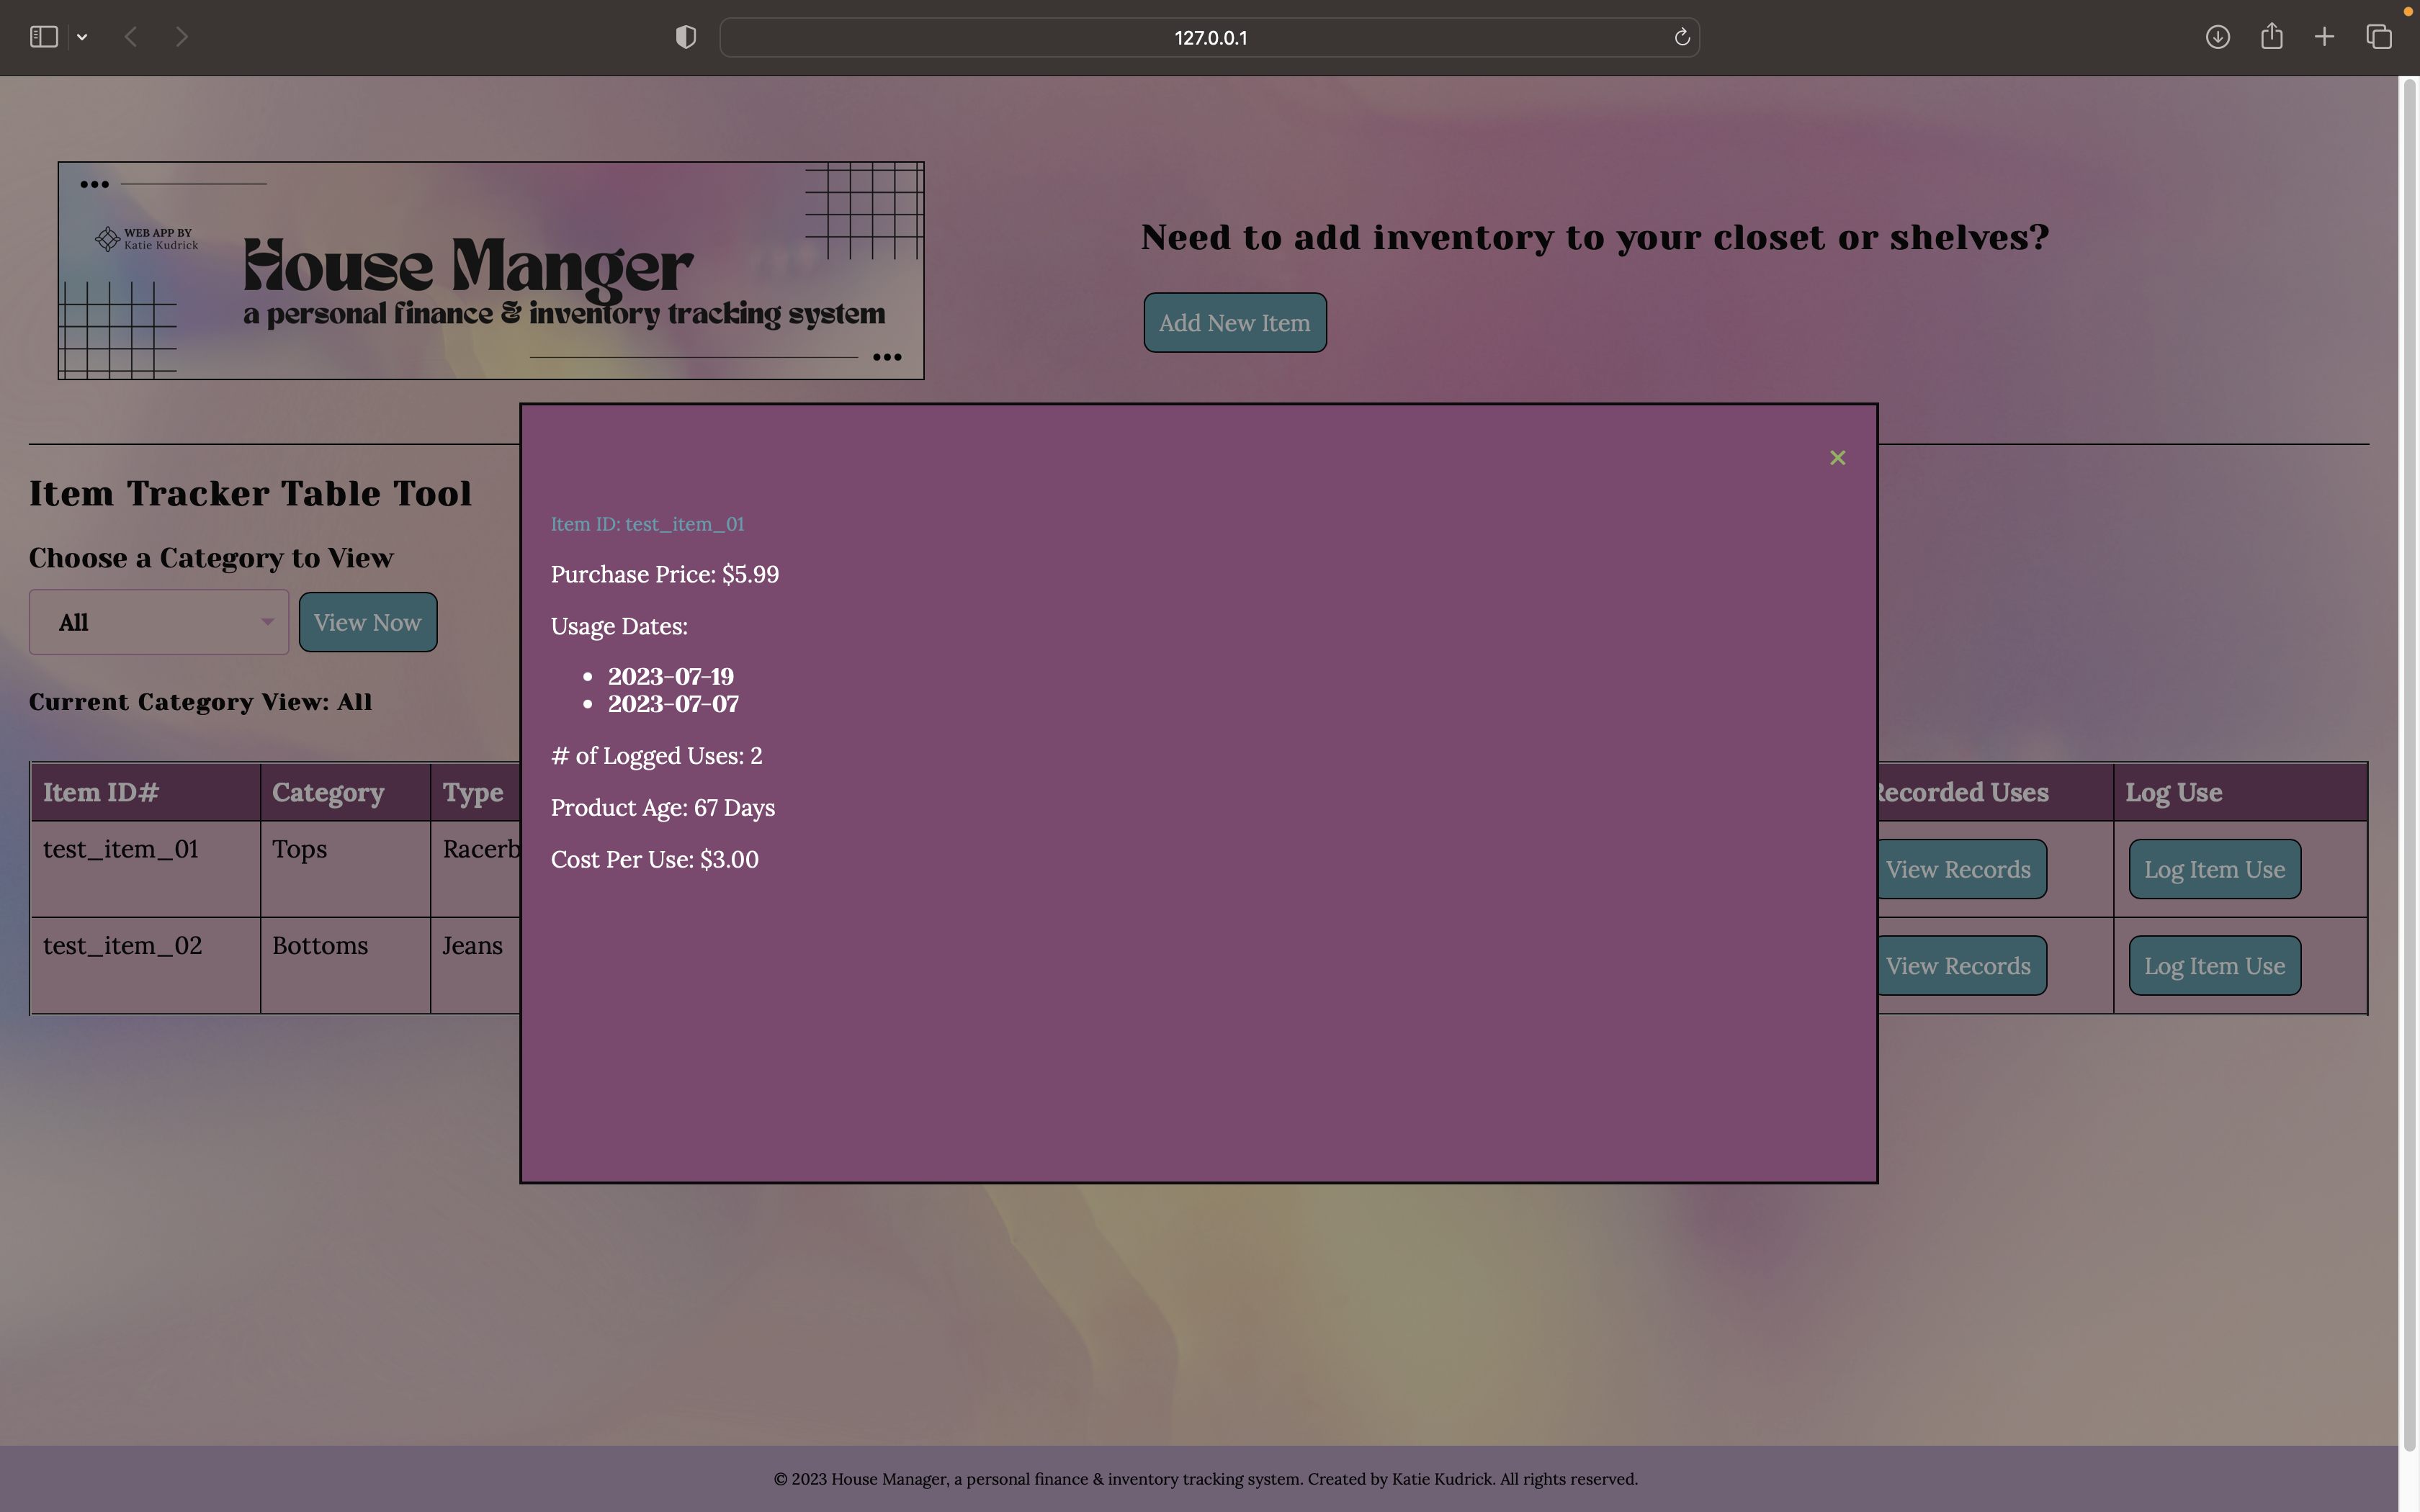 127.0.0.1
WEB APP BY
Katie Kudrick
House Manger
a personal finance & inventory tracking system
Need to add inventory to your closet or shelves?
Add New Item
Item Tracker Table Tool
Choose a Category to View
All
View Now
Current Category View: All
×
Item ID: test_item_01
Purchase Price: $5.99
Usage Dates:
• 2023-07-19
• 2023-07-07
# of Logged Uses: 2
Product Age: 67 Days
Cost Per Use: $3.00
Item ID# Category Type Recorded Uses Log Use
test_item_01 Tops Racerb View Records Log Item Use
test_item_02 Bottoms Jeans View Records Log Item Use
© 2023 House Manager, a personal finance & inventory tracking system. Created by Katie Kudrick. All rights reserved.